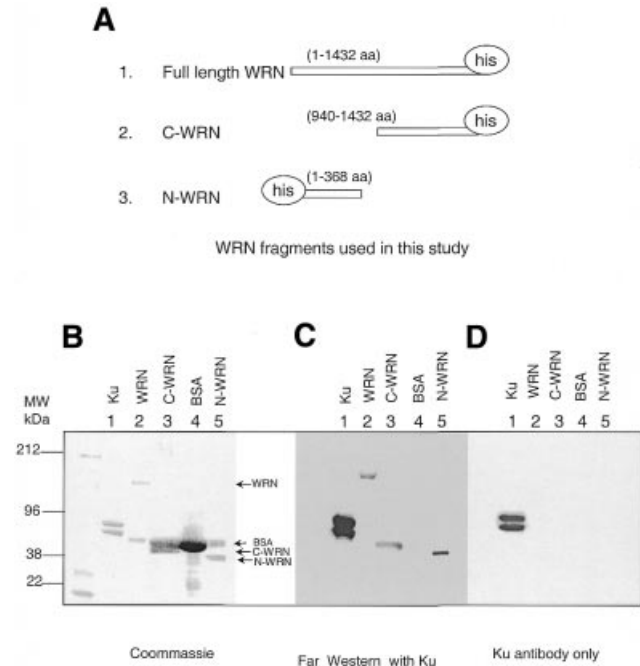 A
1. Full length WRN (1-1432 aa) his
2. C-WRN (940-1432 aa) his
3. N-WRN his (1-368 aa)
WRN fragments used in this study
B
C
D
Ku WRN C-WRN BSA N-WRN
Ku WRN C-WRN BSA N-WRN
Ku WRN C-WRN BSA N-WRN
MW
kDa
1 2 3 4 5
1 2 3 4 5
1 2 3 4 5
212
96
38
22
WRN
BSA
C-WRN
N-WRN
Coommassie
Far Western with Ku
Ku antibody only